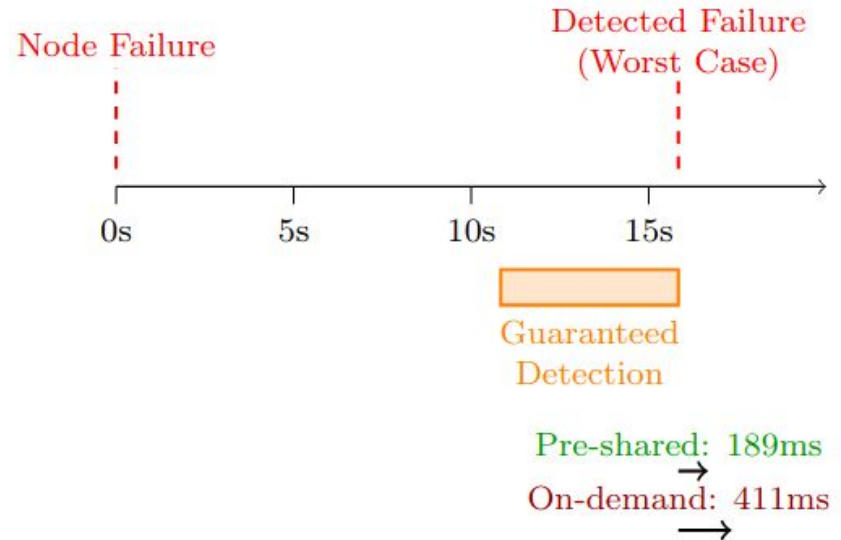 Node Failure
Detected Failure
(Worst Case)
0s
5s
10s
15s
Guaranteed
Detection
Pre-shared: 189ms
On-demand: 411ms